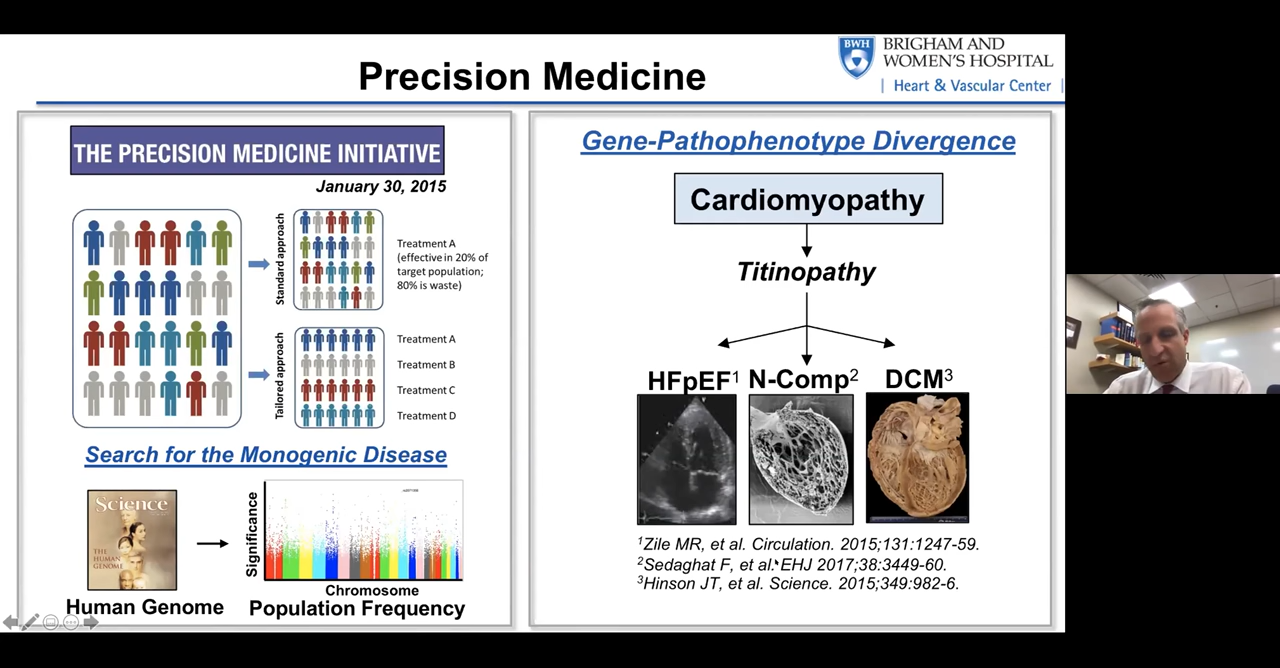 Precision Medicine
BWH
BRIGHAM AND
WOMEN'S HOSPITAL
Heart & Vascular Center
THE PRECISION MEDICINE INITIATIVE
January 30, 2015
Standard approach
Treatment A
(effective in 20% of
target population;
80% is waste)
Tailored approach
Treatment A
Treatment B
Treatment C
Treatment D
Search for the Monogenic Disease
Science
THE
HUMAN
GENOME
Human Genome
Significance
Chromosome
Population Frequency
Gene-Pathophenotype Divergence
Cardiomyopathy
Titinopathy
HFpEF1 N-Comp2 DCM3
1Zile MR, et al. Circulation. 2015;131:1247-59.
2Sedaghat F, et al. EHJ 2017;38:3449-60.
3Hinson JT, et al. Science. 2015;349:982-6.